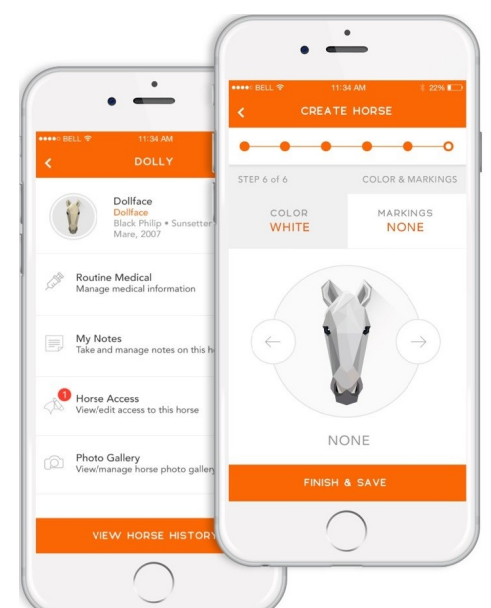 BELL 11:34 AM
DOLLY
Dollface
Dollface
Black Philip • Sunsetter
Mare, 2007
Routine Medical
Manage medical information
My Notes
Take and manage notes on this h
1
Horse Access
View/edit access to this horse
Photo Gallery
View/manage horse photo gallery
VIEW HORSE HISTORY
BELL 11:34 AM 22%
CREATE HORSE
STEP 6 of 6 COLOR & MARKINGS
COLOR MARKINGS
WHITE NONE
NONE
FINISH & SAVE